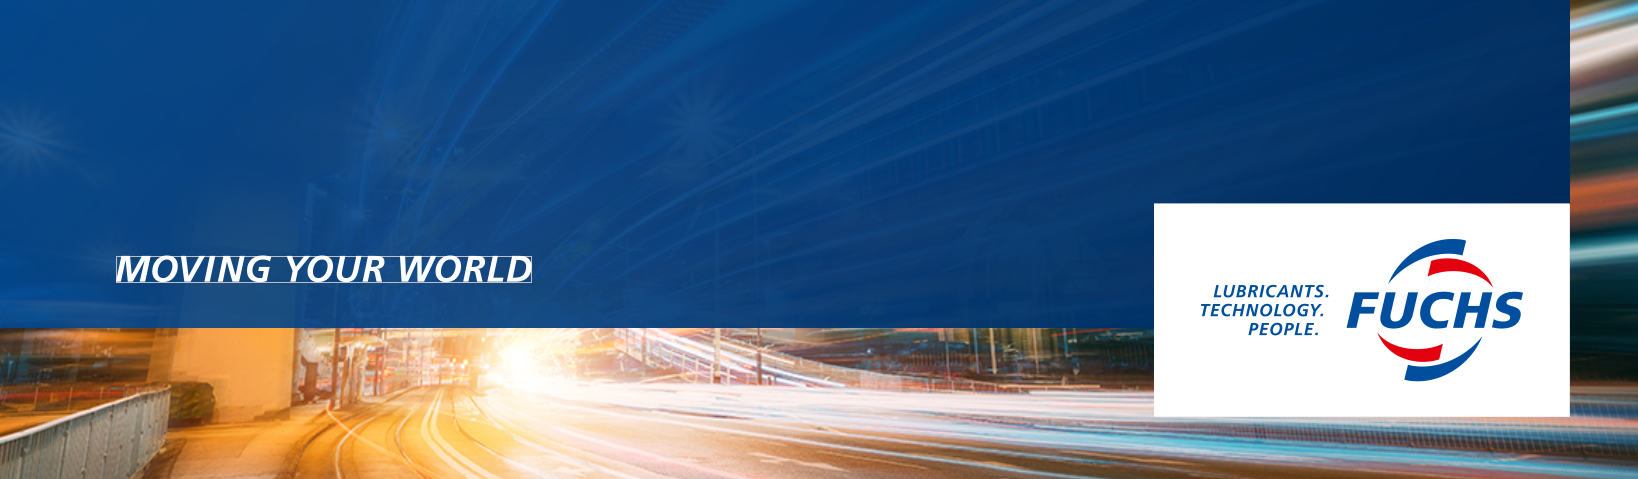 MOVING YOUR WORLD
LUBRICANTS.
TECHNOLOGY.
PEOPLE.
FUCHS